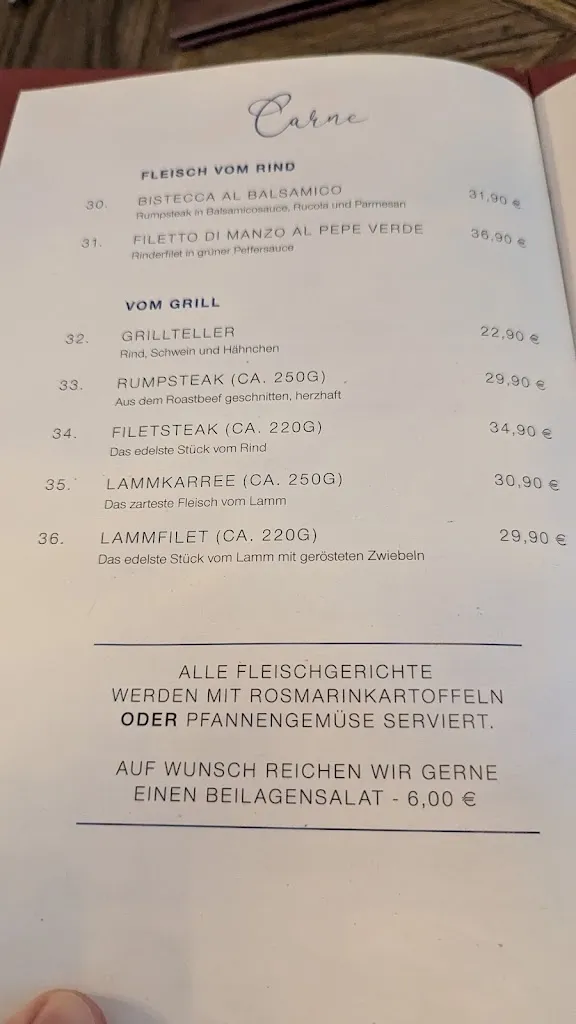 Carne
FLEISCH VOM RIND
30. BISTECCA AL BALSAMICO 31,90 €
Rumpsteak in Balsamicosauce, Rucola und Parmesan
31. FILETTO DI MANZO AL PEPE VERDE 36,90 €
Rinderfilet in grüner Peffersauce
VOM GRILL
32. GRILLTELLER 22,90 €
Rind, Schwein und Hähnchen
33. RUMPSTEAK (CA. 250G) 29,90 €
Aus dem Roastbeef geschnitten, herzhaft
34. FILETSTEAK (CA. 220G) 34,90 €
Das edelste Stück vom Rind
35. LAMMKARREE (CA. 250G) 30,90 €
Das zarteste Fleisch vom Lamm
36. LAMMFILET (CA. 220G) 29,90 €
Das edelste Stück vom Lamm mit gerösteten Zwiebeln
ALLE FLEISCHGERICHTE
WERDEN MIT ROSMARINKARTOFFELN
ODER PFANNENGEMÜSE SERVIERT.
AUF WUNSCH REICHEN WIR GERNE
EINEN BEILAGENSALAT - 6,00 €